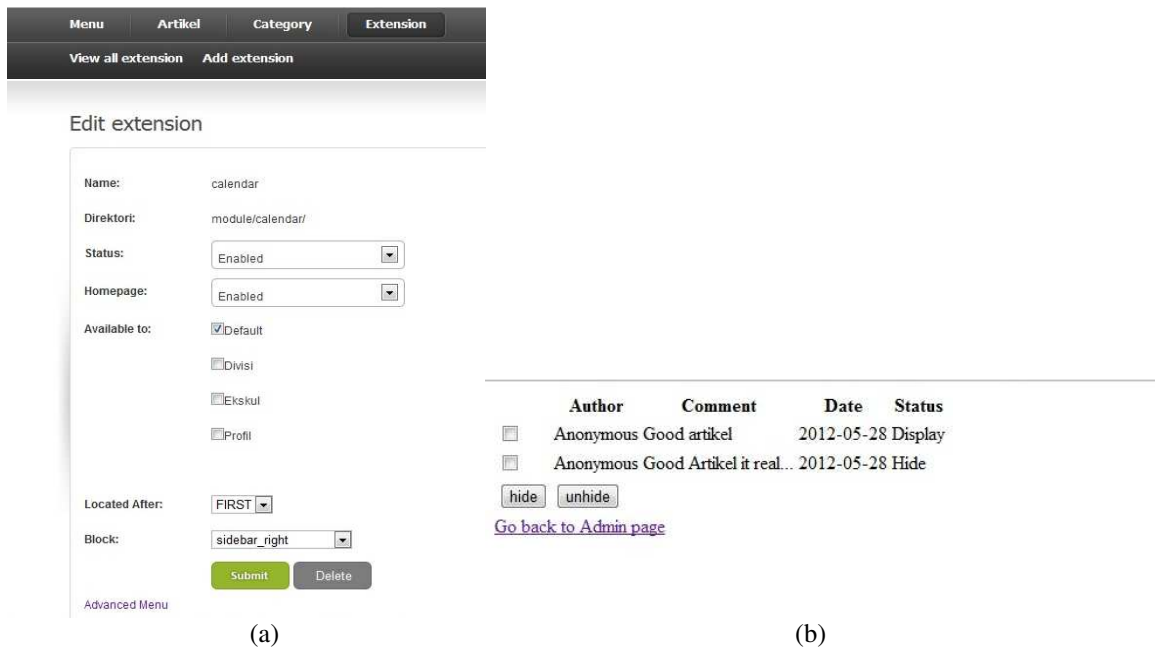 Menu Artikel Category Extension
View all extension Add extension
Edit extension
Name: calendar
Direktori: module/calendar/
Status: Enabled
Homepage: Enabled
Available to: Default
Divisi
Ekskul
Profil
Located After: FIRST
Block: sidebar_right
Submit Delete
Advanced Menu
(a)
Author Comment Date Status
Anonymous Good artikel 2012-05-28 Display
Anonymous Good Artikel it real... 2012-05-28 Hide
hide unhide
Go back to Admin page
(b)